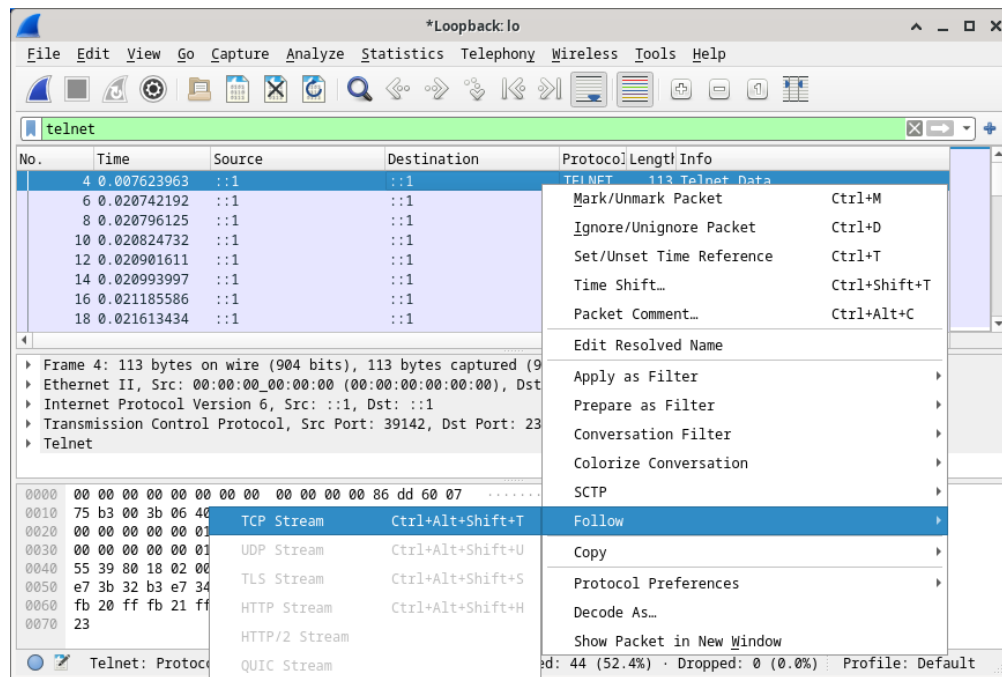 *Loopback: lo
File Edit View Go Capture Analyze Statistics Telephony Wireless Tools Help
telnet
No. Time Source Destination Protocol Length Info
4 0.007623963 ::1 ::1 TELNET 113 Telnet Data
6 0.020742192 ::1 ::1
8 0.020796125 ::1 ::1
10 0.020824732 ::1 ::1
12 0.020901611 ::1 ::1
14 0.020993997 ::1 ::1
16 0.021185586 ::1 ::1
18 0.021613434 ::1 ::1
Mark/Unmark Packet Ctrl+M
Ignore/Unignore Packet Ctrl+D
Set/Unset Time Reference Ctrl+T
Time Shift… Ctrl+Shift+T
Packet Comment… Ctrl+Alt+C
Edit Resolved Name
Apply as Filter
Prepare as Filter
Conversation Filter
Colorize Conversation
SCTP
Follow
Copy
Protocol Preferences
Decode As…
Show Packet in New Window
Frame 4: 113 bytes on wire (904 bits), 113 bytes captured (9
Ethernet II, Src: 00:00:00_00:00:00 (00:00:00:00:00:00), Dst
Internet Protocol Version 6, Src: ::1, Dst: ::1
Transmission Control Protocol, Src Port: 39142, Dst Port: 23
Telnet
0000 00 00 00 00 00 00 00 00 00 00 00 00 86 dd 60 07 ·······
0010 75 b3 00 3b 06 40
0020 00 00 00 00 00 01
0030 00 00 00 00 00 01
0040 55 39 80 18 02 00
0050 e7 3b 32 b3 e7 34
0060 fb 20 ff fb 21 ff
0070 23
TCP Stream Ctrl+Alt+Shift+T
UDP Stream Ctrl+Alt+Shift+U
TLS Stream Ctrl+Alt+Shift+S
HTTP Stream Ctrl+Alt+Shift+H
HTTP/2 Stream
QUIC Stream
Telnet: Protoc ed: 44 (52.4%) · Dropped: 0 (0.0%) Profile: Default